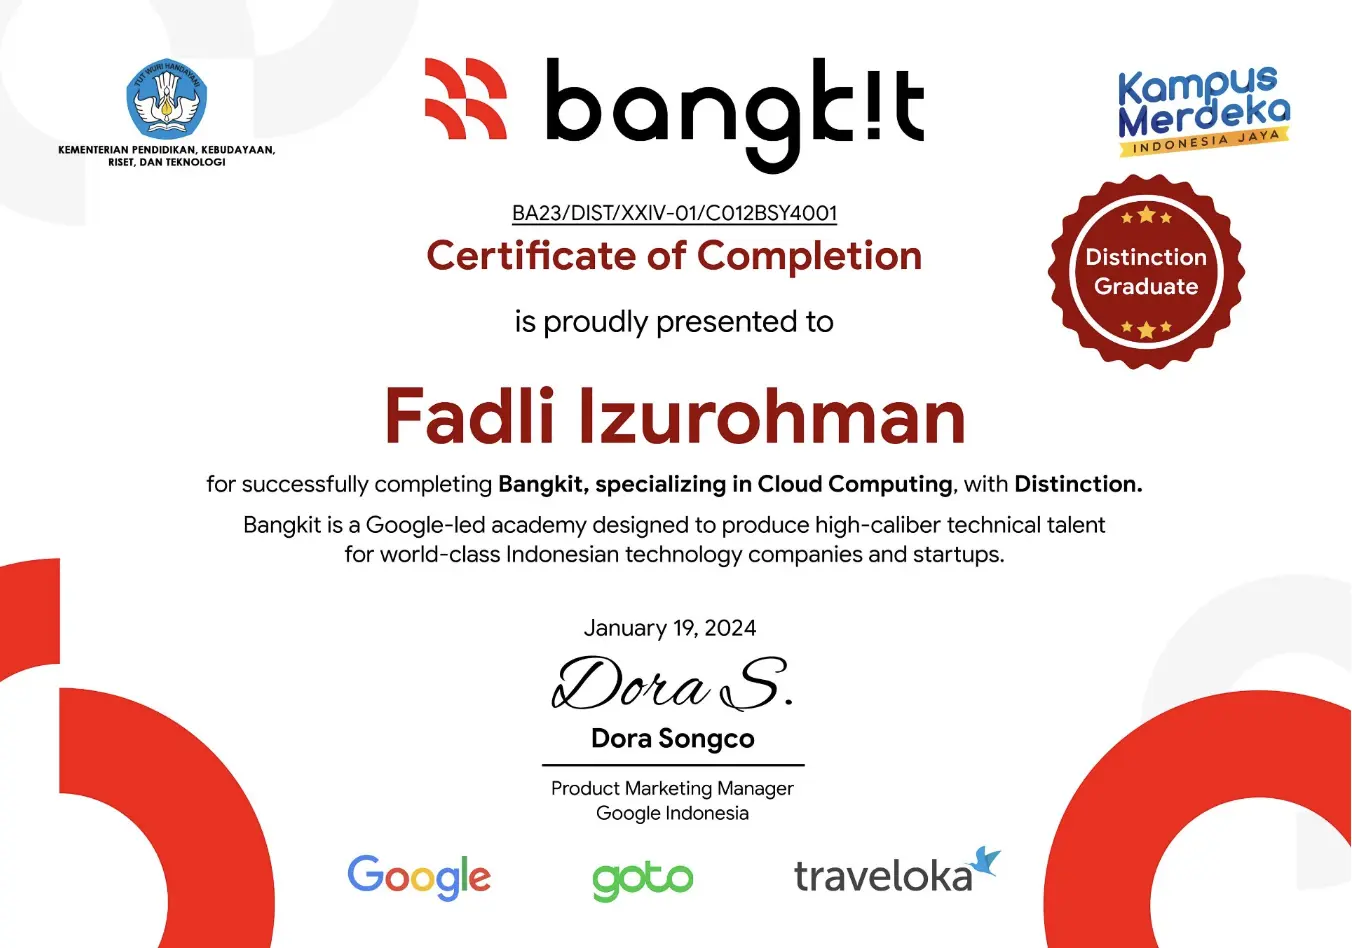 TUT WURI HANDAYANI
KEMENTERIAN PENDIDIKAN, KEBUDAYAAN,
RISET, DAN TEKNOLOGI
bangk!t
Kampus
Merdeka
INDONESIA JAYA
BA23/DIST/XXIV-01/C012BSY4001
Certificate of Completion
is proudly presented to
Distinction
Graduate
Fadli Izurohman
for successfully completing Bangkit, specializing in Cloud Computing, with Distinction.
Bangkit is a Google-led academy designed to produce high-caliber technical talent
for world-class Indonesian technology companies and startups.
January 19, 2024
Dora S.
Dora Songco
Product Marketing Manager
Google Indonesia
Google
goto
traveloka